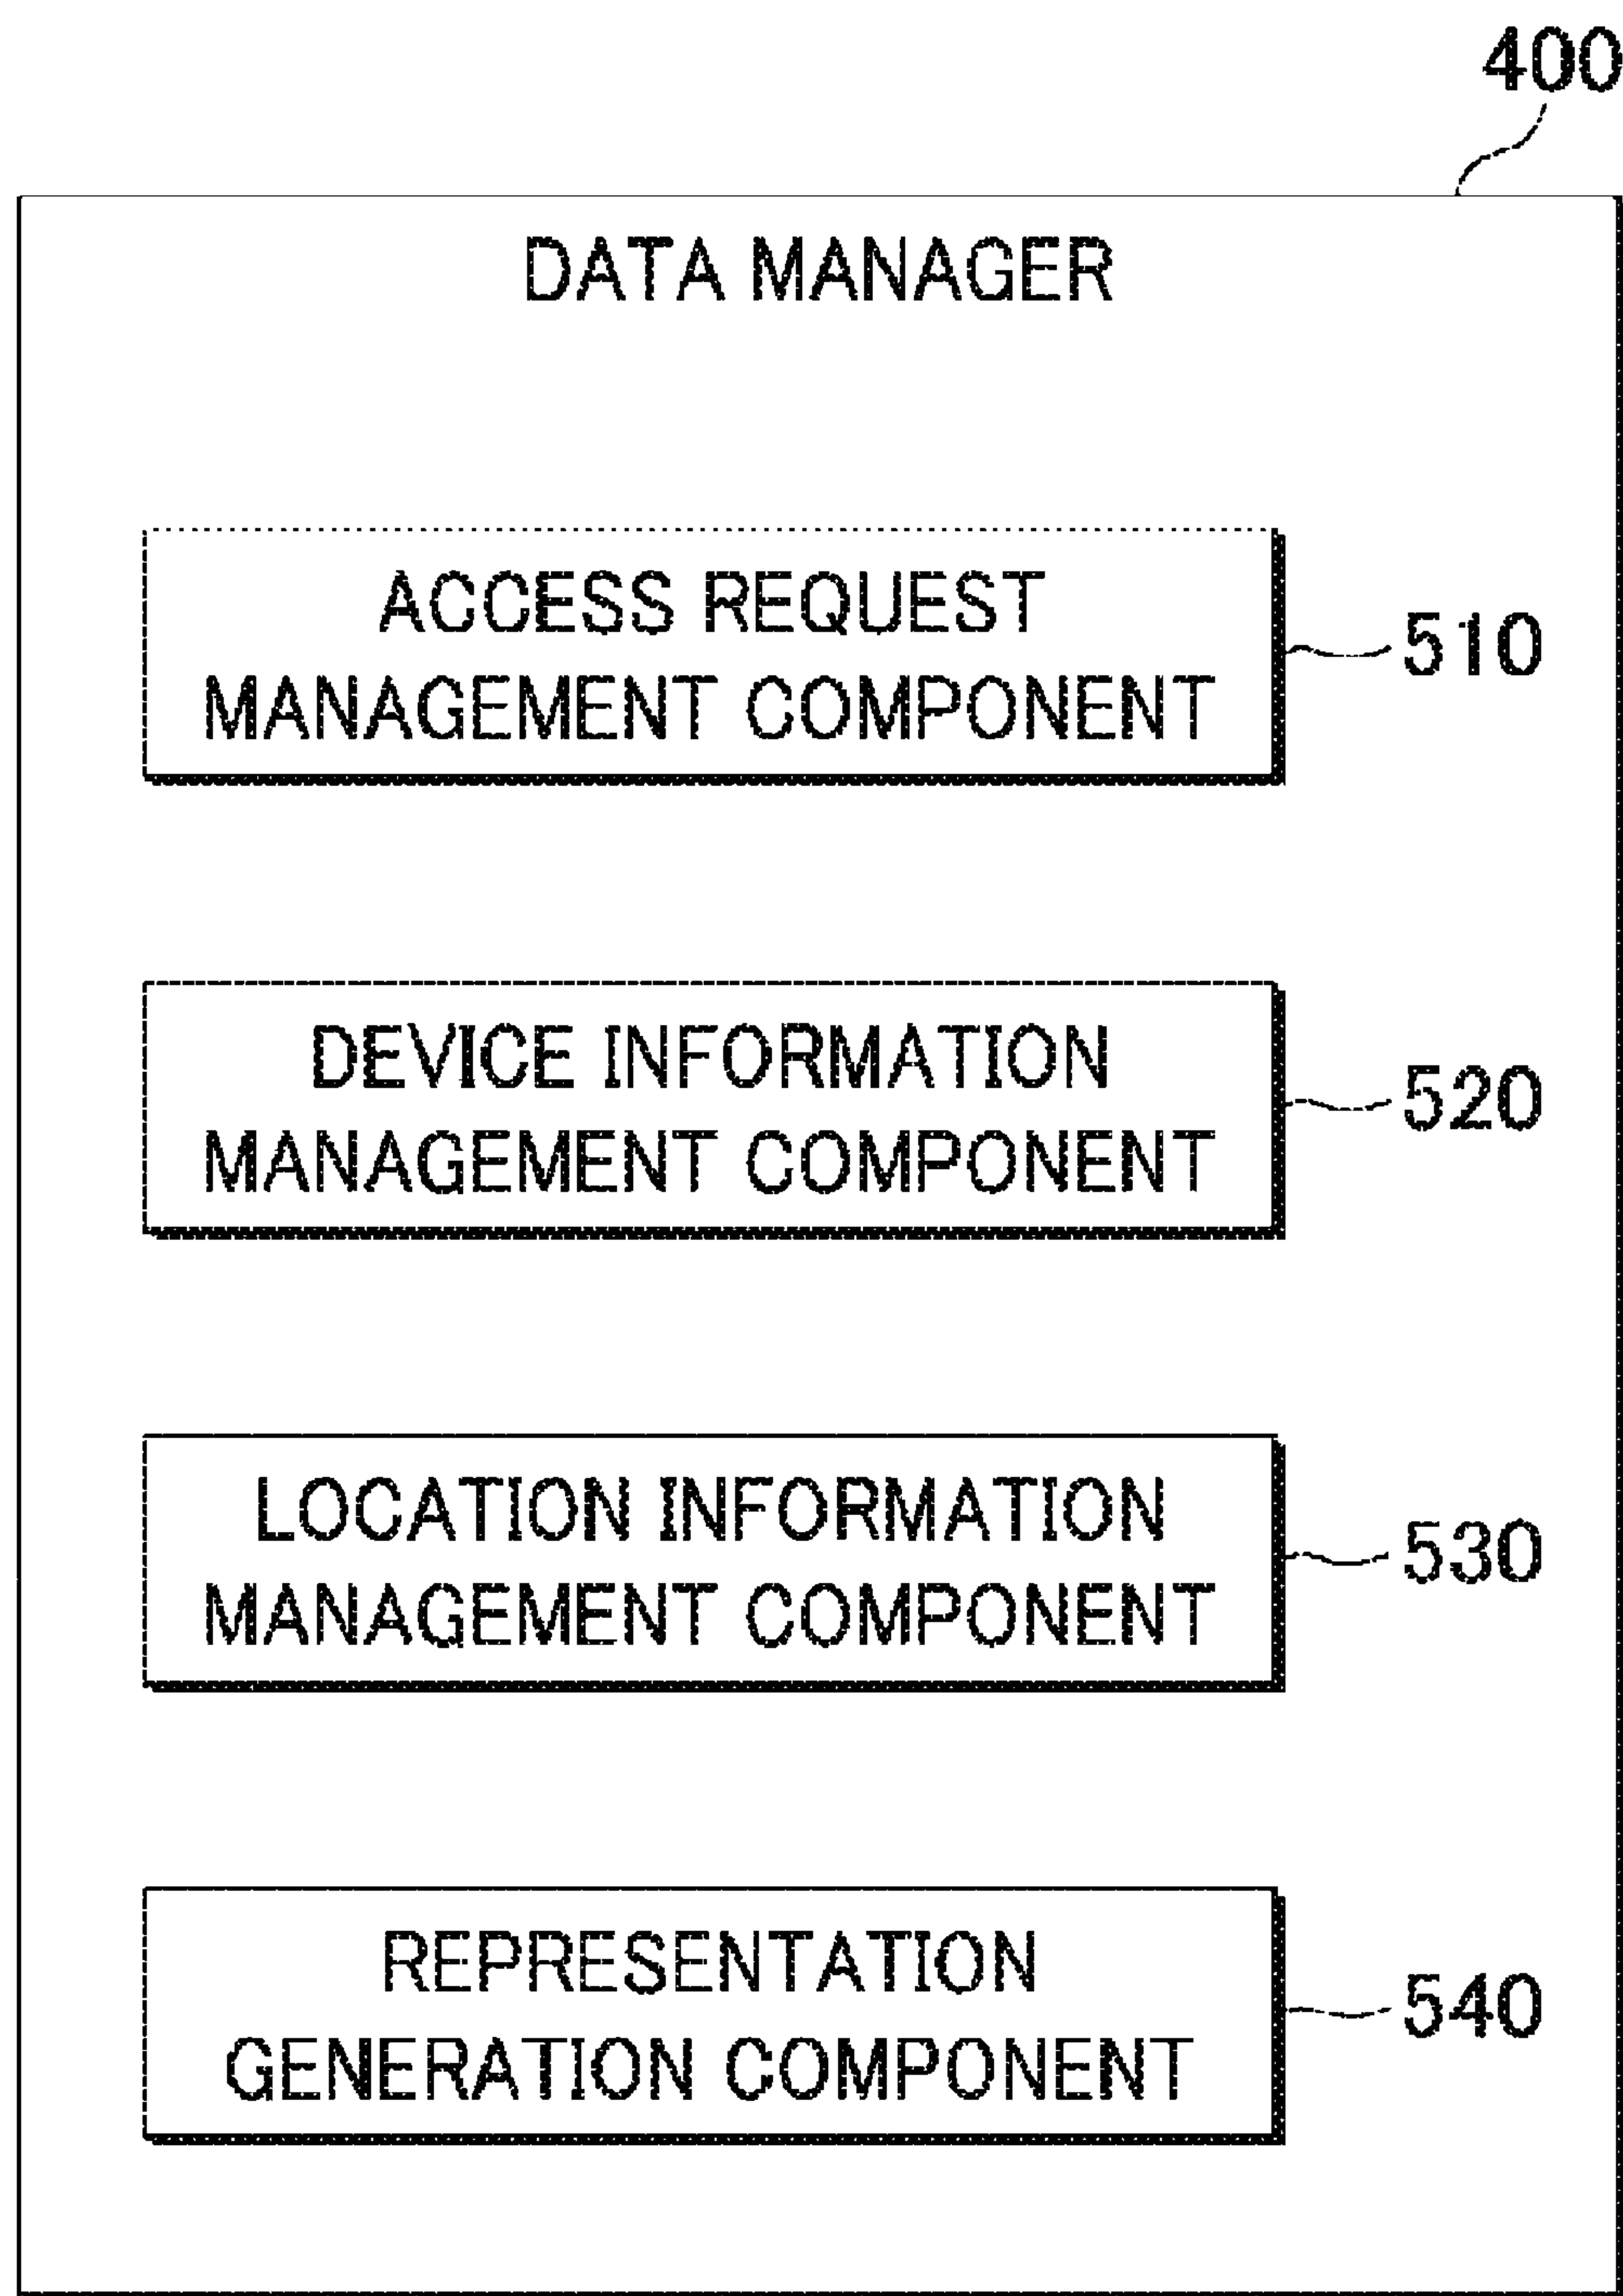 400
DATA MANAGER
ACCESS REQUEST
MANAGEMENT COMPONENT
510
DEVICE INFORMATION
MANAGEMENT COMPONENT
520
LOCATION INFORMATION
MANAGEMENT COMPONENT
530
REPRESENTATION
GENERATION COMPONENT
540